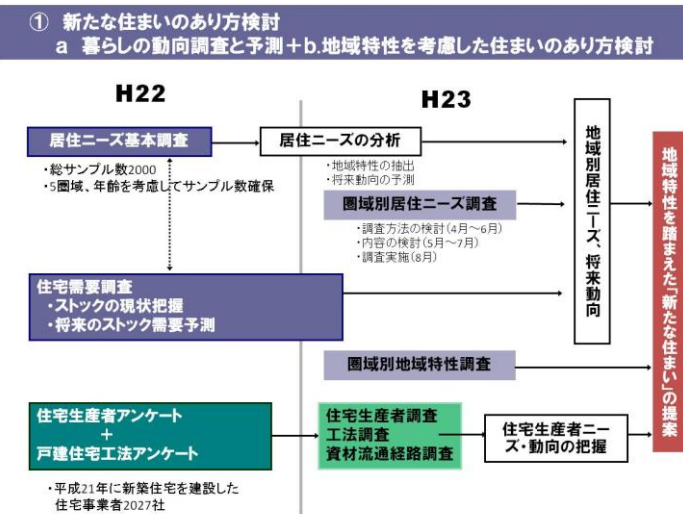 ① 新たな住まいのあり方検討
a 暮らしの動向調査と予測＋b.地域特性を考慮した住まいのあり方検討
H22
H23
居住ニーズ基本調査
・総サンプル数2000
・5圏域、年齢を考慮してサンプル数確保
居住ニーズの分析
・地域特性の抽出
・将来動向の予測
圏域別居住ニーズ調査
・調査方法の検討(4月～6月)
・内容の検討(5月～7月)
・調査実施(8月)
住宅需要調査
・ストックの現状把握
・将来のストック需要予測
地域別居住ニーズ、将来動向
圏域別地域特性調査
住宅生産者アンケート
＋
戸建住宅工法アンケート
・平成21年に新築住宅を建設した
住宅事業者2027社
住宅生産者調査
工法調査
資材流通経路調査
住宅生産者ニー
ズ・動向の把握
地域特性を踏まえた「新たな住まい」の提案